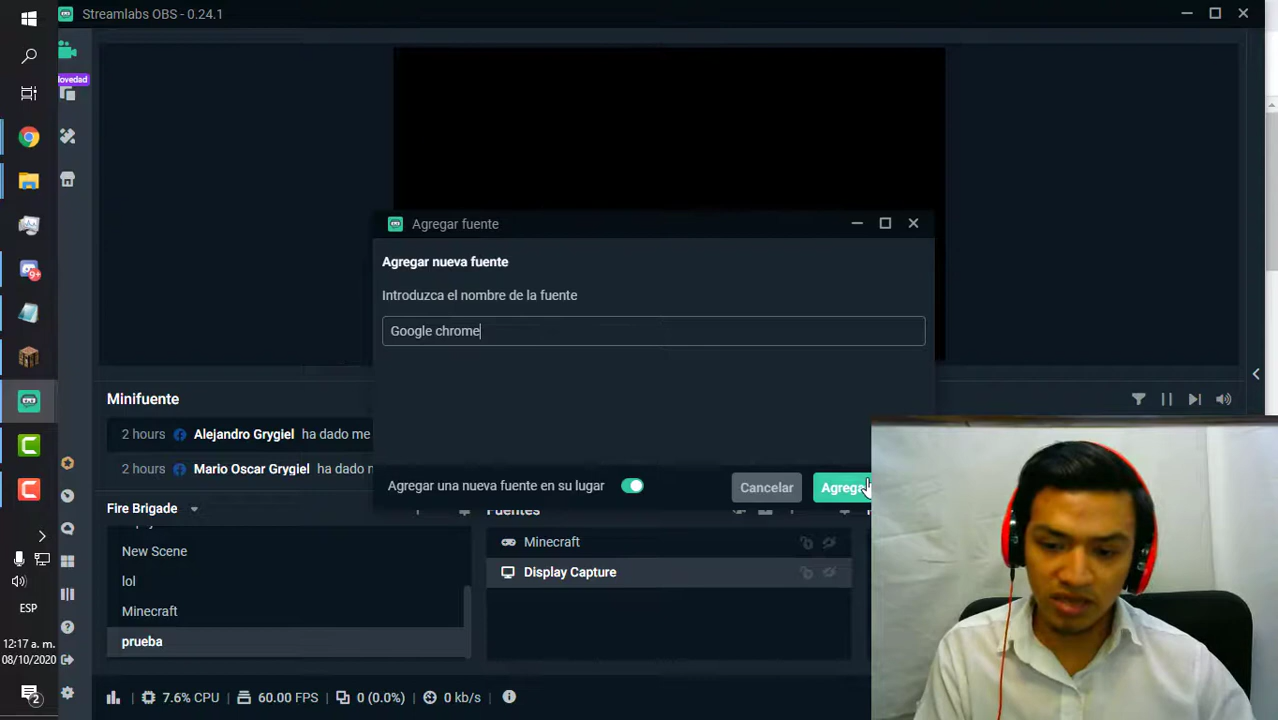 Streamlabs OBS - 0.24.1
Agregar fuente
Agregar nueva fuente
Introduzca el nombre de la fuente
Google chrome
Agregar una nueva fuente en su lugar
Cancelar
Minifuente
2 hours Alejandro Grygiel ha dado me
2 hours Mario Oscar Grygiel ha dado m
Fire Brigade
New Scene
lol
Minecraft
prueba
Fuentes
Minecraft
Display Capture
7.6% CPU
60.00 FPS
0 (0.0%)
0 kb/s
9+
ESP
12:17 a. m.
08/10/2020
2